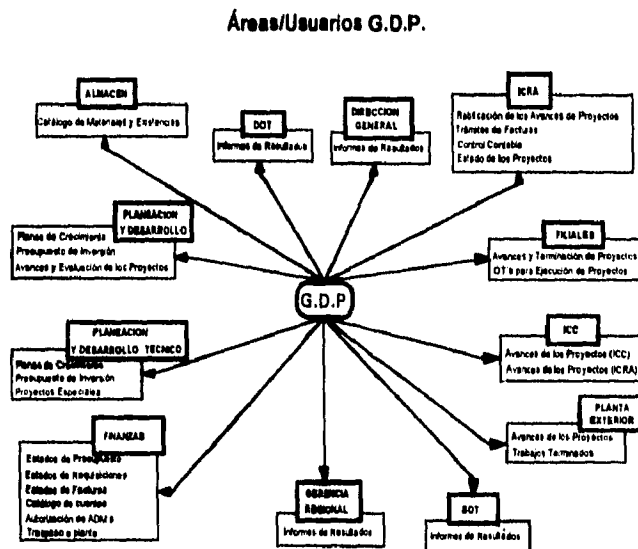 Áreas/Usuarios G.D.P.
ALMACEN
Catálogo de Materiales y Existencias
DOT
Informes de Resultados
DIRECCION
GENERAL
Informes de Resultados
ICRA
Ratificación de los Avances de Proyectos
Trámites de Facturas
Control Contable
Estado de los Proyectos
PLANEACION
Y DESARROLLO
Planes de Crecimiento
Presupuesto de Inversión
Avances y Evaluación de los Proyectos
FILIALES
Avances y Terminación de Proyectos
OT's para Ejecución de Proyectos
G.D.P
PLANEACION
Y DESARROLLO TECNICO
Planes de Crecimiento
Presupuesto de Inversión
Proyectos Especiales
ICC
Avances de los Proyectos (ICC)
Avances de los Proyectos (ICRA)
PLANTA
EXTERIOR
Avances de los Proyectos
Trabajos Terminados
FINANZAS
Estados de Presupuesto
Estados de Requisiciones
Estados de Facturas
Catálogo de cuentas
Autorización de ADM's
Traspaso a planta
GERENCIA
REGIONAL
Informes de Resultados
SOT
Informes de Resultados